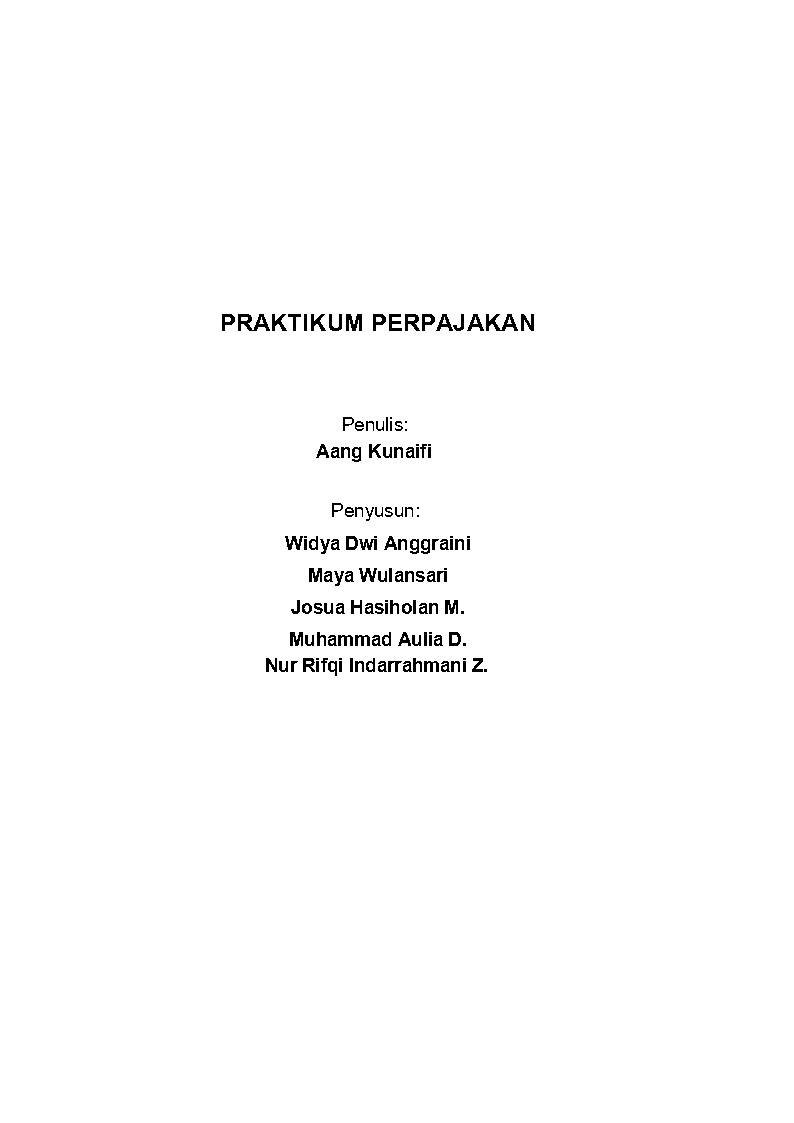 PRAKTIKUM PERPAJAKAN
Penulis:
Aang Kunaifi
Penyusun:
Widya Dwi Anggraini
Maya Wulansari
Josua Hasiholan M.
Muhammad Aulia D.
Nur Rifqi Indarrahmani Z.